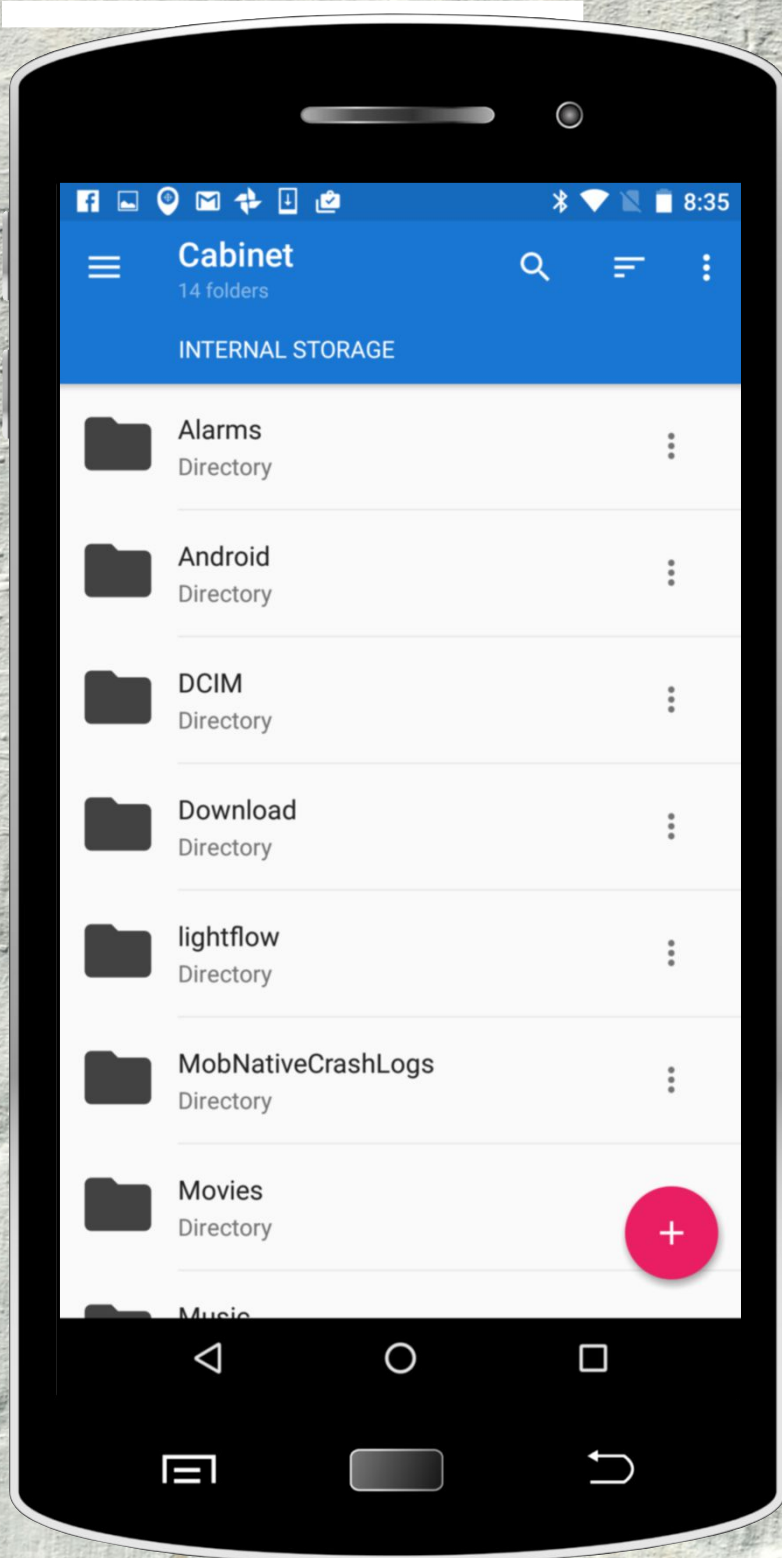 8:35
Cabinet
14 folders
INTERNAL STORAGE
Alarms
Directory
Android
Directory
DCIM
Directory
Download
Directory
lightflow
Directory
MobNativeCrashLogs
Directory
Movies
Directory
Music